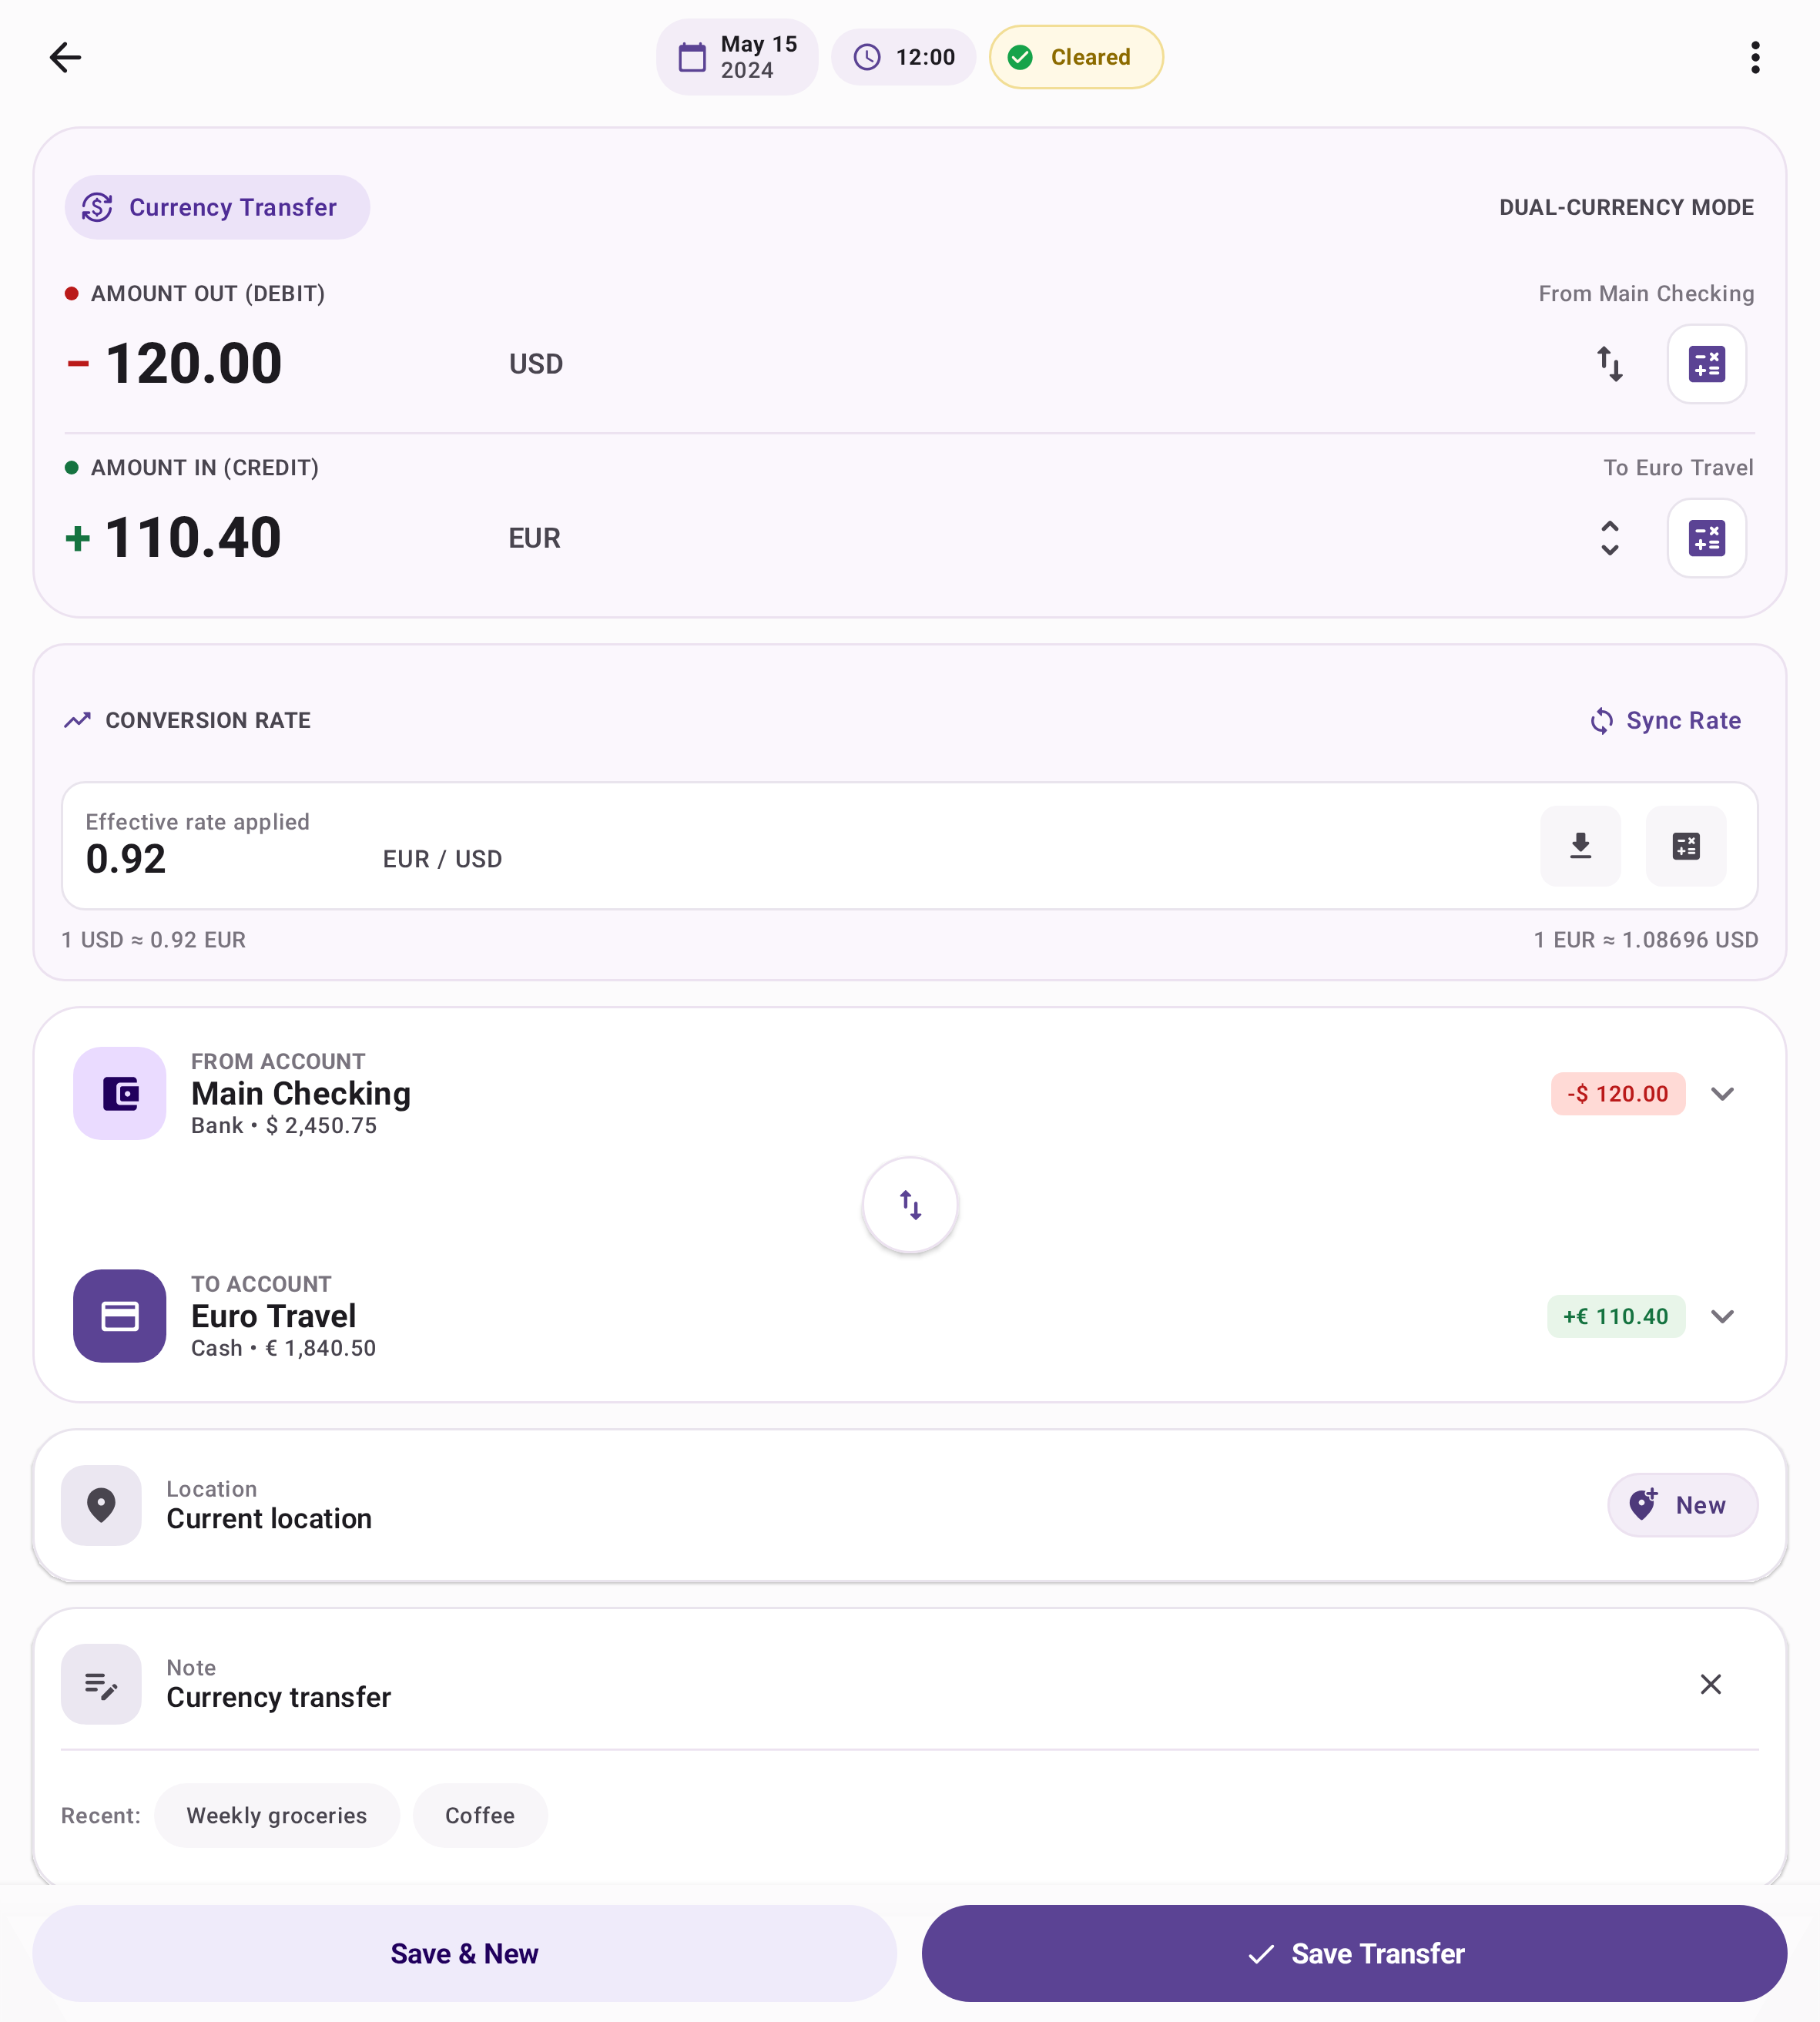 May 15
2024
12:00
Cleared
Currency Transfer
DUAL-CURRENCY MODE
AMOUNT OUT (DEBIT)
From Main Checking
− 120.00
USD
AMOUNT IN (CREDIT)
To Euro Travel
+ 110.40
EUR
CONVERSION RATE
Sync Rate
Effective rate applied
0.92
EUR / USD
1 USD ≈ 0.92 EUR
1 EUR ≈ 1.08696 USD
FROM ACCOUNT
Main Checking
Bank • $ 2,450.75
-$ 120.00
TO ACCOUNT
Euro Travel
Cash • € 1,840.50
+€ 110.40
Location
Current location
New
Note
Currency transfer
Recent:
Weekly groceries
Coffee
Save & New
Save Transfer